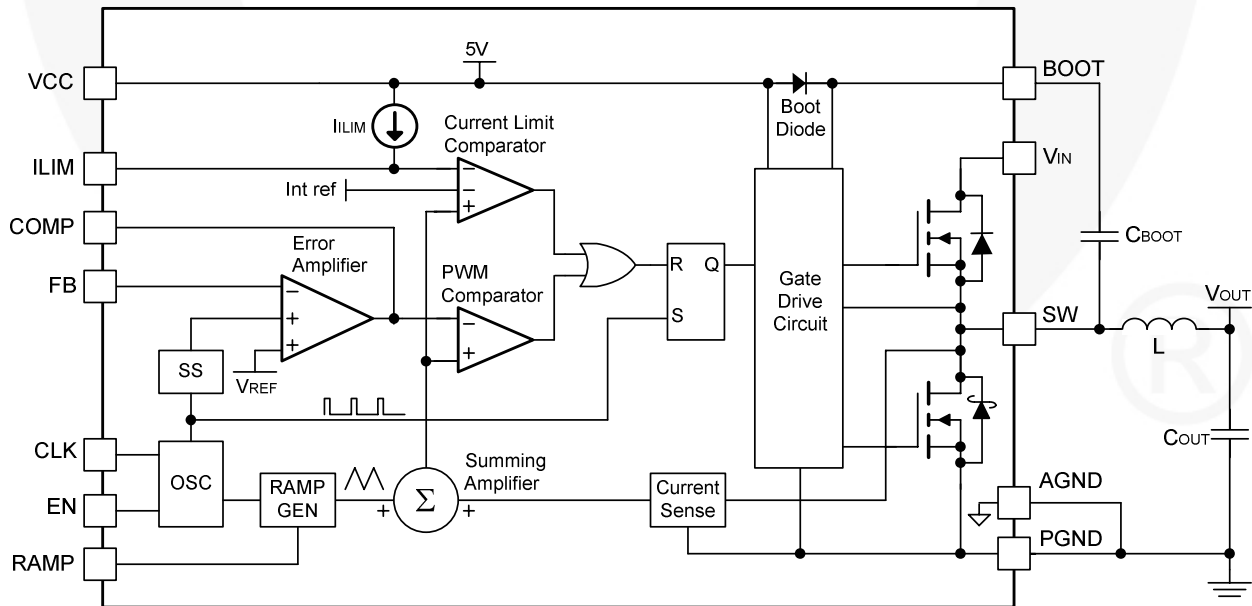 5V
VCC
BOOT
Boot
Diode
IILIM
Current Limit
Comparator
VIN
ILIM
−
Int ref
−
+
COMP
CBOOT
Error
Amplifier
R
Q
PWM
Comparator
Gate
Drive
Circuit
FB
−
VOUT
+
−
S
SW
+
+
L
SS
VREF
®
COUT
CLK
OSC
Summing
Amplifier
AGND
RAMP
GEN
+
Σ
+
Current
Sense
EN
PGND
RAMP